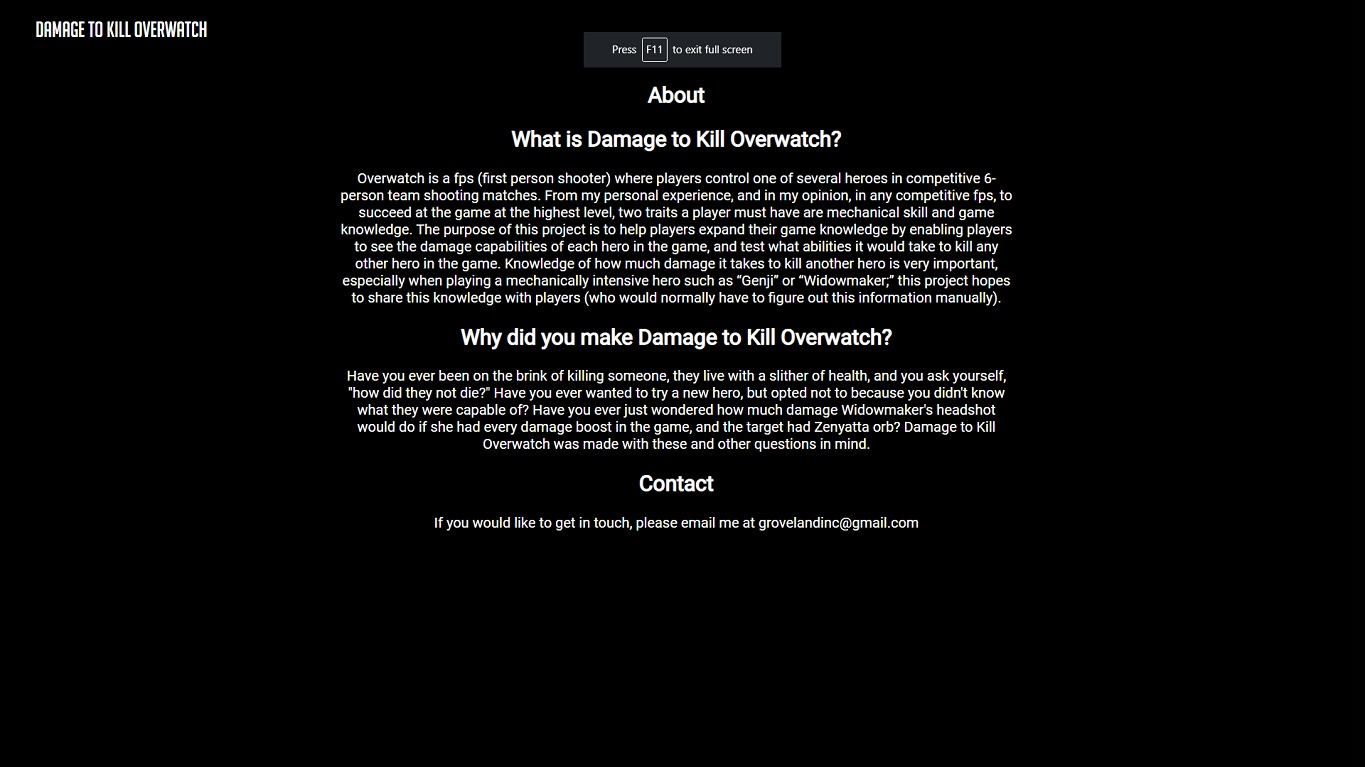 DAMAGE TO KILL OVERWATCH
Press F11 to exit full screen
About
What is Damage to Kill Overwatch?
Overwatch is a fps (first person shooter) where players control one of several heroes in competitive 6-
person team shooting matches. From my personal experience, and in my opinion, in any competitive fps, to
succeed at the game at the highest level, two traits a player must have are mechanical skill and game
knowledge. The purpose of this project is to help players expand their game knowledge by enabling players
to see the damage capabilities of each hero in the game, and test what abilities it would take to kill any
other hero in the game. Knowledge of how much damage it takes to kill another hero is very important,
especially when playing a mechanically intensive hero such as “Genji” or “Widowmaker;” this project hopes
to share this knowledge with players (who would normally have to figure out this information manually).
Why did you make Damage to Kill Overwatch?
Have you ever been on the brink of killing someone, they live with a slither of health, and you ask yourself,
"how did they not die?" Have you ever wanted to try a new hero, but opted not to because you didn't know
what they were capable of? Have you ever just wondered how much damage Widowmaker's headshot
would do if she had every damage boost in the game, and the target had Zenyatta orb? Damage to Kill
Overwatch was made with these and other questions in mind.
Contact
If you would like to get in touch, please email me at grovelandinc@gmail.com